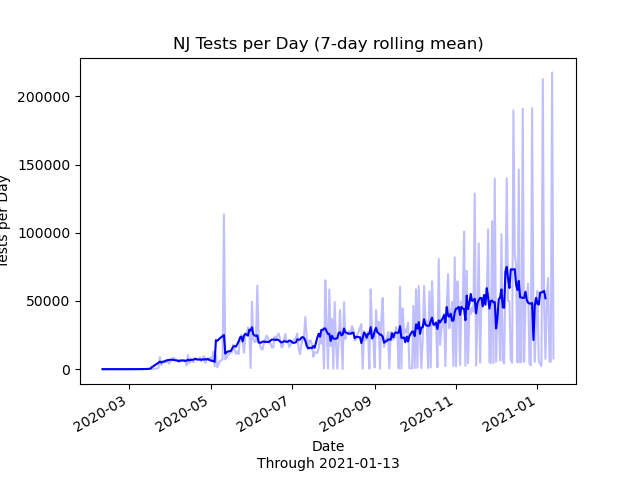 NJ Tests per Day (7-day rolling mean)
Tests per Day
200000
150000
100000
50000
0
2020-03
2020-05
2020-07
2020-09
2020-11
2021-01
Date
Through 2021-01-13